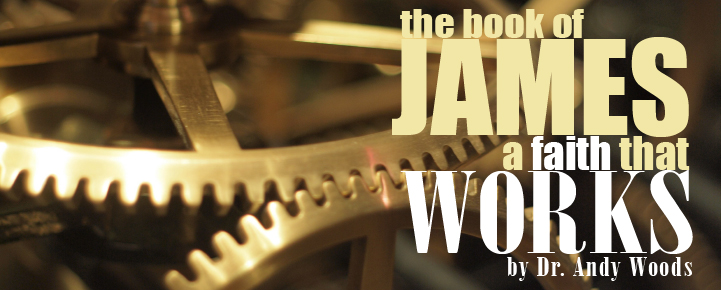 the book of
JAMES
a faith that
WORKS
by Dr. Andy Woods